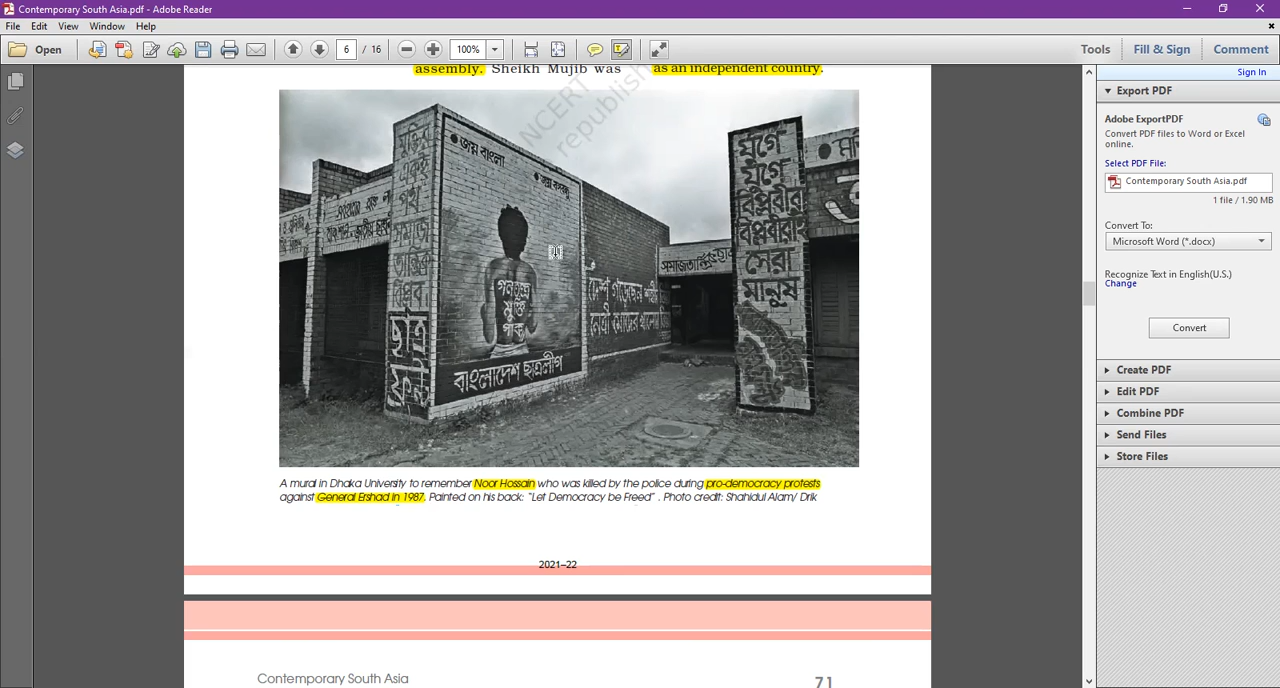 Contemporary South Asia.pdf - Adobe Reader
File Edit View Window Help
Open 6 / 16 100% Tools Fill & Sign Comment
Sign In
assembly. Sheikh Mujib was as an independent country.
NCERT
republish
জয় বাংলা
গনতন্ত্র
মুক্তি
পাক
বাংলাদেশ ছাত্রলীগ
ছাত্র
যুগে
যুগে
বিপ্লবীর
বিপ্লবীরাই
সেরা
মানুষ
A mural in Dhaka University to remember Noor Hossain who was killed by the police during pro-democracy protests
against General Ershad in 1987. Painted on his back: “Let Democracy be Freed” . Photo credit: Shahidul Alam/ Drik
2021–22
Contemporary South Asia 71
Export PDF
Adobe ExportPDF
Convert PDF files to Word or Excel
online.
Select PDF File:
Contemporary South Asia.pdf
1 file / 1.90 MB
Convert To:
Microsoft Word (*.docx)
Recognize Text in English(U.S.)
Change
Convert
Create PDF
Edit PDF
Combine PDF
Send Files
Store Files